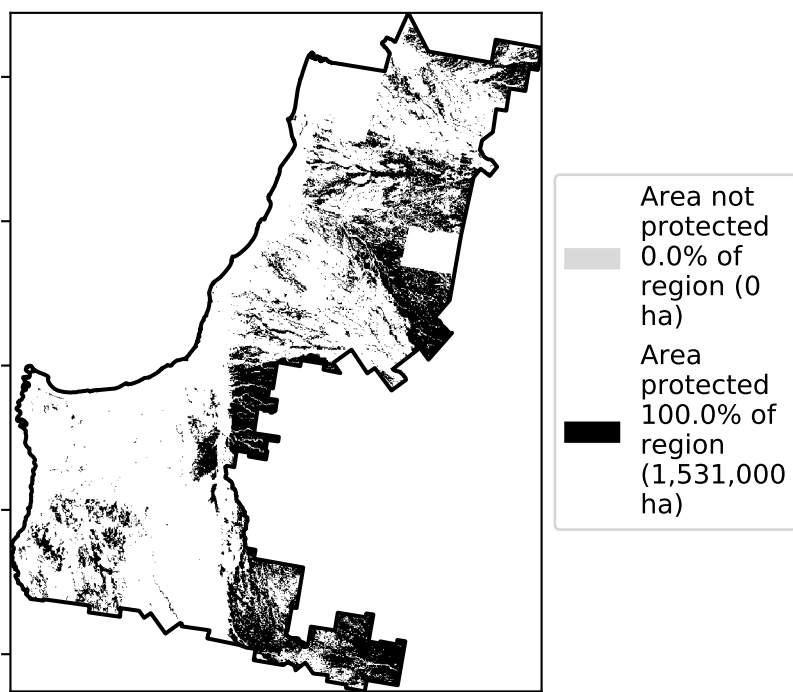 Area not
protected
0.0% of
region (0
ha)
Area
protected
100.0% of
region
(1,531,000
ha)